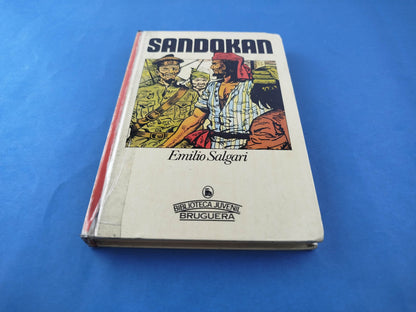 SANDOKAN
Emilio Salgari
BIBLIOTECA JUVENIL
BRUGUERA